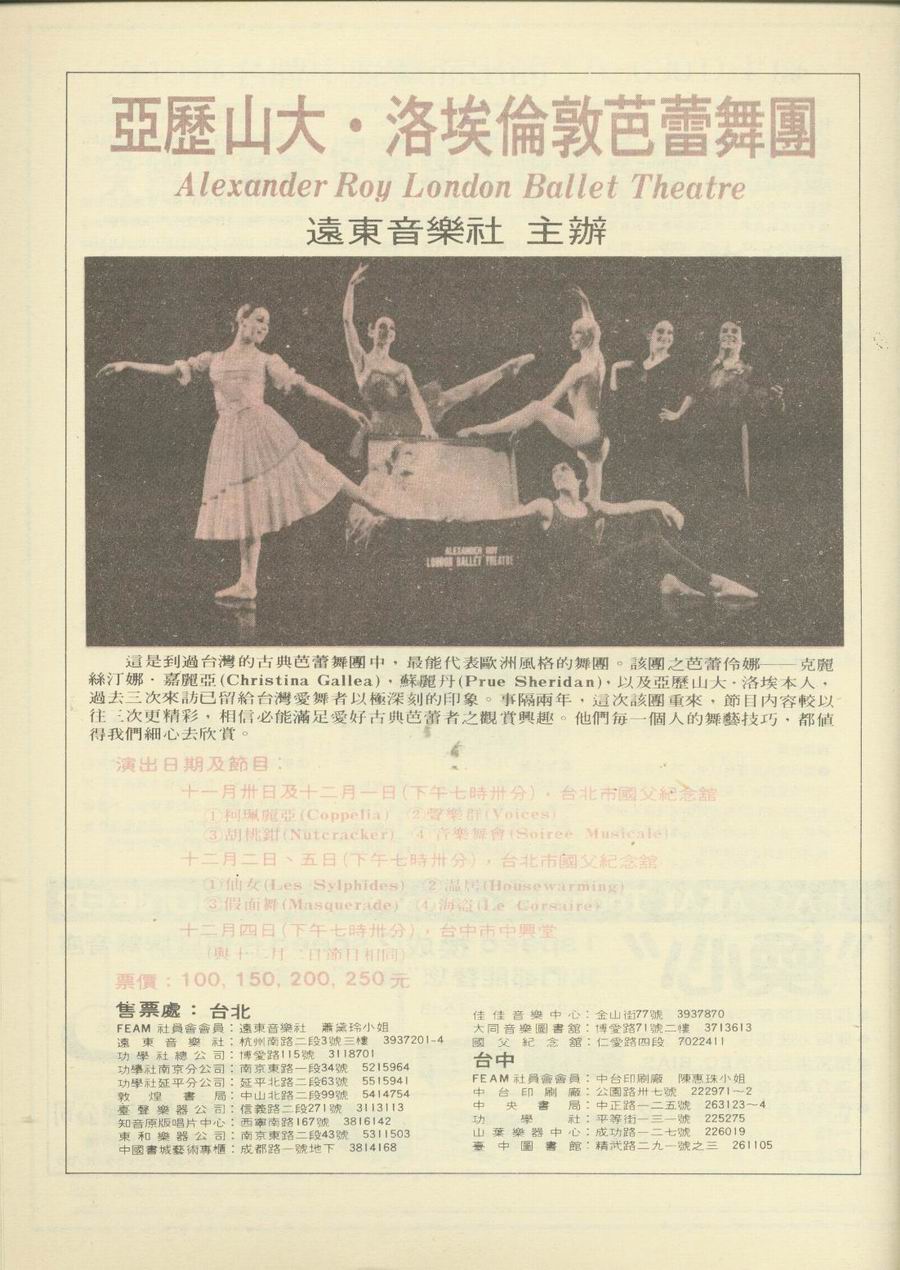 亞歷山大・洛埃倫敦芭蕾舞團
Alexander Roy London Ballet Theatre
遠東音樂社 主辦
ALEXANDER ROY
LONDON BALLET THEATRE
這是到過台灣的古典芭蕾舞團中，最能代表歐洲風格的舞團。該團之芭蕾伶娜——克麗
絲汀娜・嘉麗亞(Christina Gallea)，蘇麗丹(Prue Sheridan)，以及亞歷山大・洛埃本人，
過去三次來訪已留給台灣愛舞者以極深刻的印象。事隔兩年，這次該團重來，節目內容較以
往三次更精彩，相信必能滿足愛好古典芭蕾者之觀賞興趣。他們每一個人的舞藝技巧，都値
得我們細心去欣賞。
演出日期及節目：
十一月卅日及十二月一日(下午七時卅分)，台北市國父紀念館
①柯珮麗亞(Coppelia) ②聲樂群(Voices)
③胡桃鉗(Nutcracker) ④音樂舞會(Soiree Musicale)
十二月二日、五日(下午七時卅分)，台北市國父紀念館
①仙女(Les Sylphides) ②温居(Housewarming)
③假面舞(Masquerade) ④海盜(Le Corsaire)
十二月四日(下午七時卅分)，台中市中興堂
(與十二月二日節目相同)
票價：100, 150, 200, 250元
售票處：台北
FEAM 社員會會員：遠東音樂社 蕭黛玲小姐
遠東音樂社：杭州南路二段3號三樓 3937201-4
功學社總公司：博愛路115號 3118701
功學社南京分公司：南京東路一段34號 5215964
功學社延平分公司：延平北路二段63號 5515941
敦煌書局：中山北路二段99號 5414754
臺聲樂器公司：信義路二段271號 3113113
知音原版唱片中心：西寧南路167號 3816142
東和樂器公司：南京東路二段43號 5311503
中國書城藝術專櫃：成都路一號地下 3814168
佳佳音樂中心：金山街77號 3937870
大同音樂圖書館：博愛路71號二樓 3713613
國父紀念館：仁愛路四段 7022411
台中
FEAM 社員會會員：中台印刷廠 陳惠珠小姐
中台印刷廠：公園路卅七號 222971～2
中央書局：中正路一二五號 263123～4
功學社：平等街一三一號 225275
山葉樂器中心：成功路一二七號 226019
臺中圖書館：精武路二九一號之三 261105